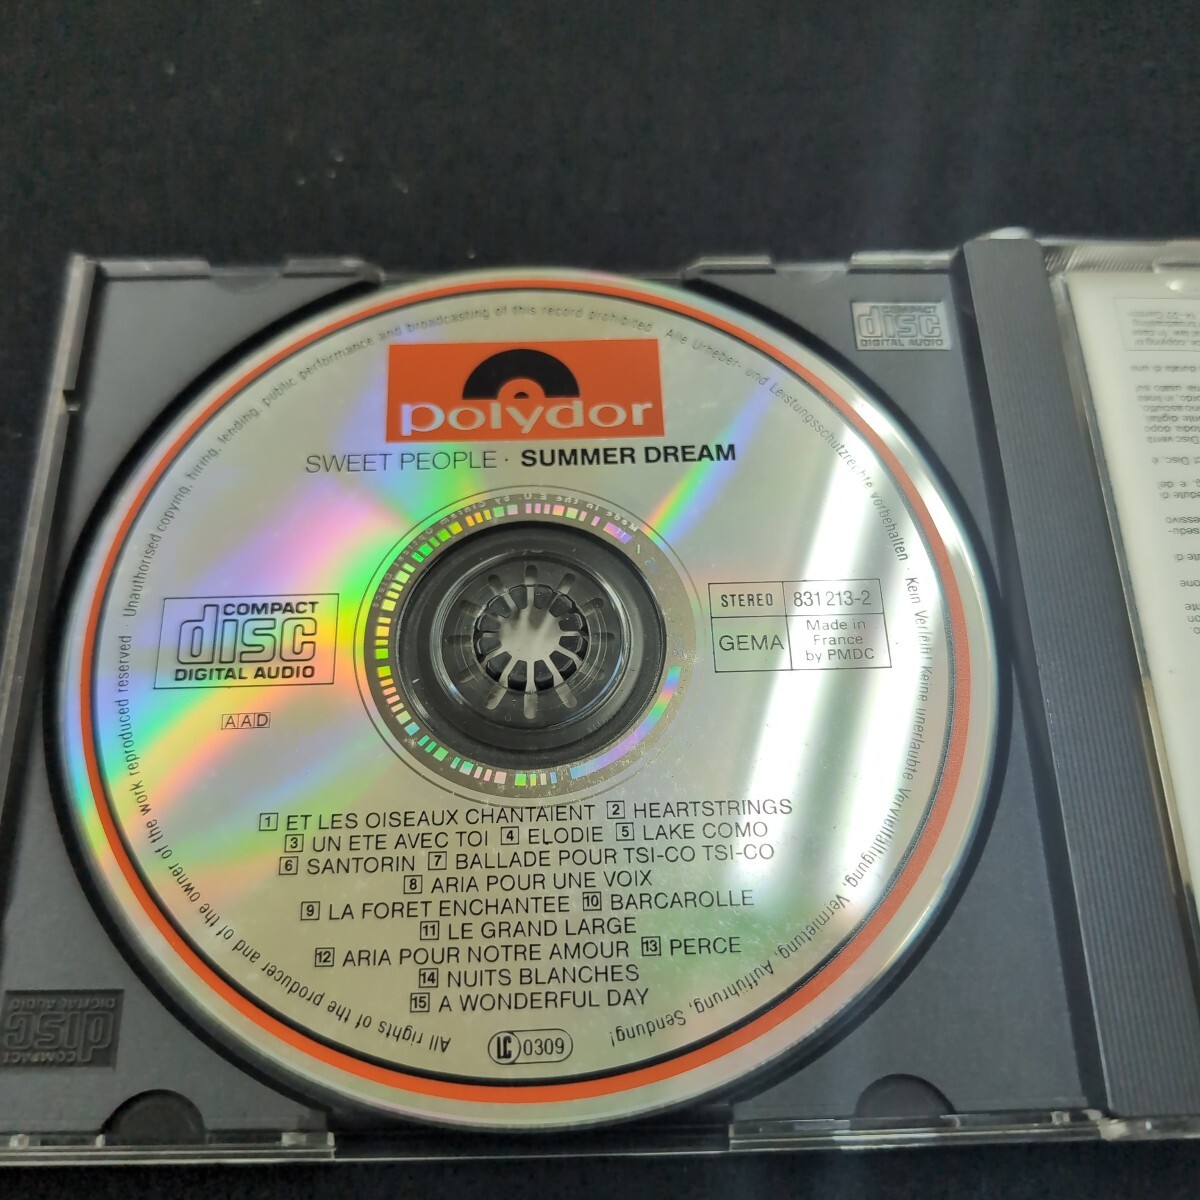 polydor
SWEET PEOPLE · SUMMER DREAM
COMPACT
disc
DIGITAL AUDIO
AAD
STEREO 831 213-2
GEMA Made in
France
by PMDC
1 ET LES OISEAUX CHANTAIENT 2 HEARTSTRINGS
3 UN ETE AVEC TOI 4 ELODIE 5 LAKE COMO
6 SANTORIN 7 BALLADE POUR TSI-CO TSI-CO
8 ARIA POUR UNE VOIX
9 LA FORET ENCHANTEE 10 BARCAROLLE
11 LE GRAND LARGE
12 ARIA POUR NOTRE AMOUR 13 PERCE
14 NUITS BLANCHES
15 A WONDERFUL DAY
LC 0309
All rights of the producer and of the owner of the work reproduced reserved · Unauthorised copying, hiring, lending, public performance and broadcasting of this record prohibited · Alle Urheber- und Leistungsschutzrechte vorbehalten · Kein Verleih! Keine unerlaubte Vervielfältigung, Vermietung, Aufführung, Sendung!
COMPACT
disc
DIGITAL AUDIO
COMPACT
disc
DIGITAL AUDIO